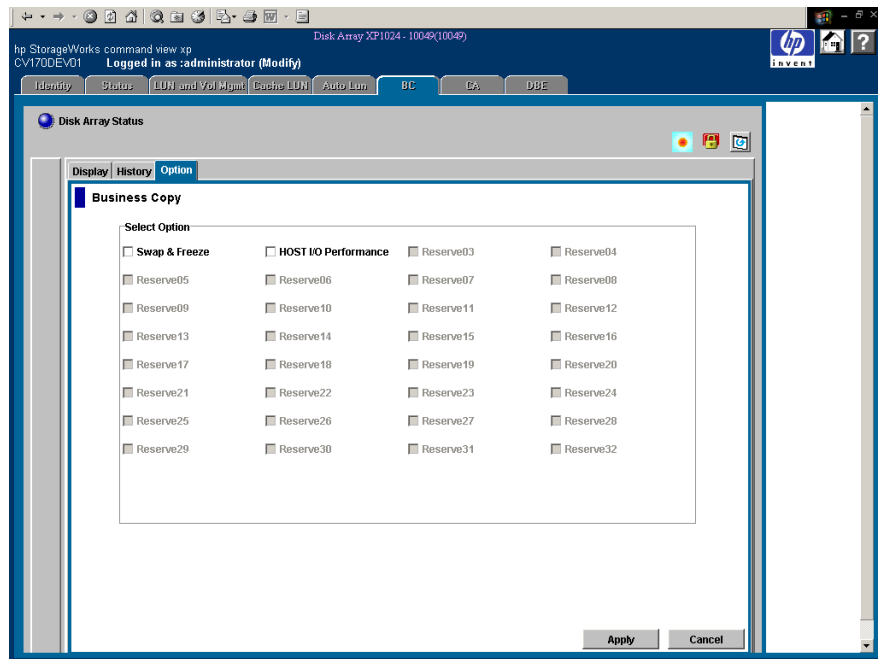 Disk Array XP1024 - 10049(10049)
hp StorageWorks command view xp
CV170DEV01 Logged in as :administrator (Modify)
hp
invent
?
Identity Status LUN and Vol Mgmt Cache LUN Auto Lun BC CA DBE
Disk Array Status
Display History Option
Business Copy
Select Option
Swap & Freeze HOST I/O Performance Reserve03 Reserve04
Reserve05 Reserve06 Reserve07 Reserve08
Reserve09 Reserve10 Reserve11 Reserve12
Reserve13 Reserve14 Reserve15 Reserve16
Reserve17 Reserve18 Reserve19 Reserve20
Reserve21 Reserve22 Reserve23 Reserve24
Reserve25 Reserve26 Reserve27 Reserve28
Reserve29 Reserve30 Reserve31 Reserve32
Apply Cancel